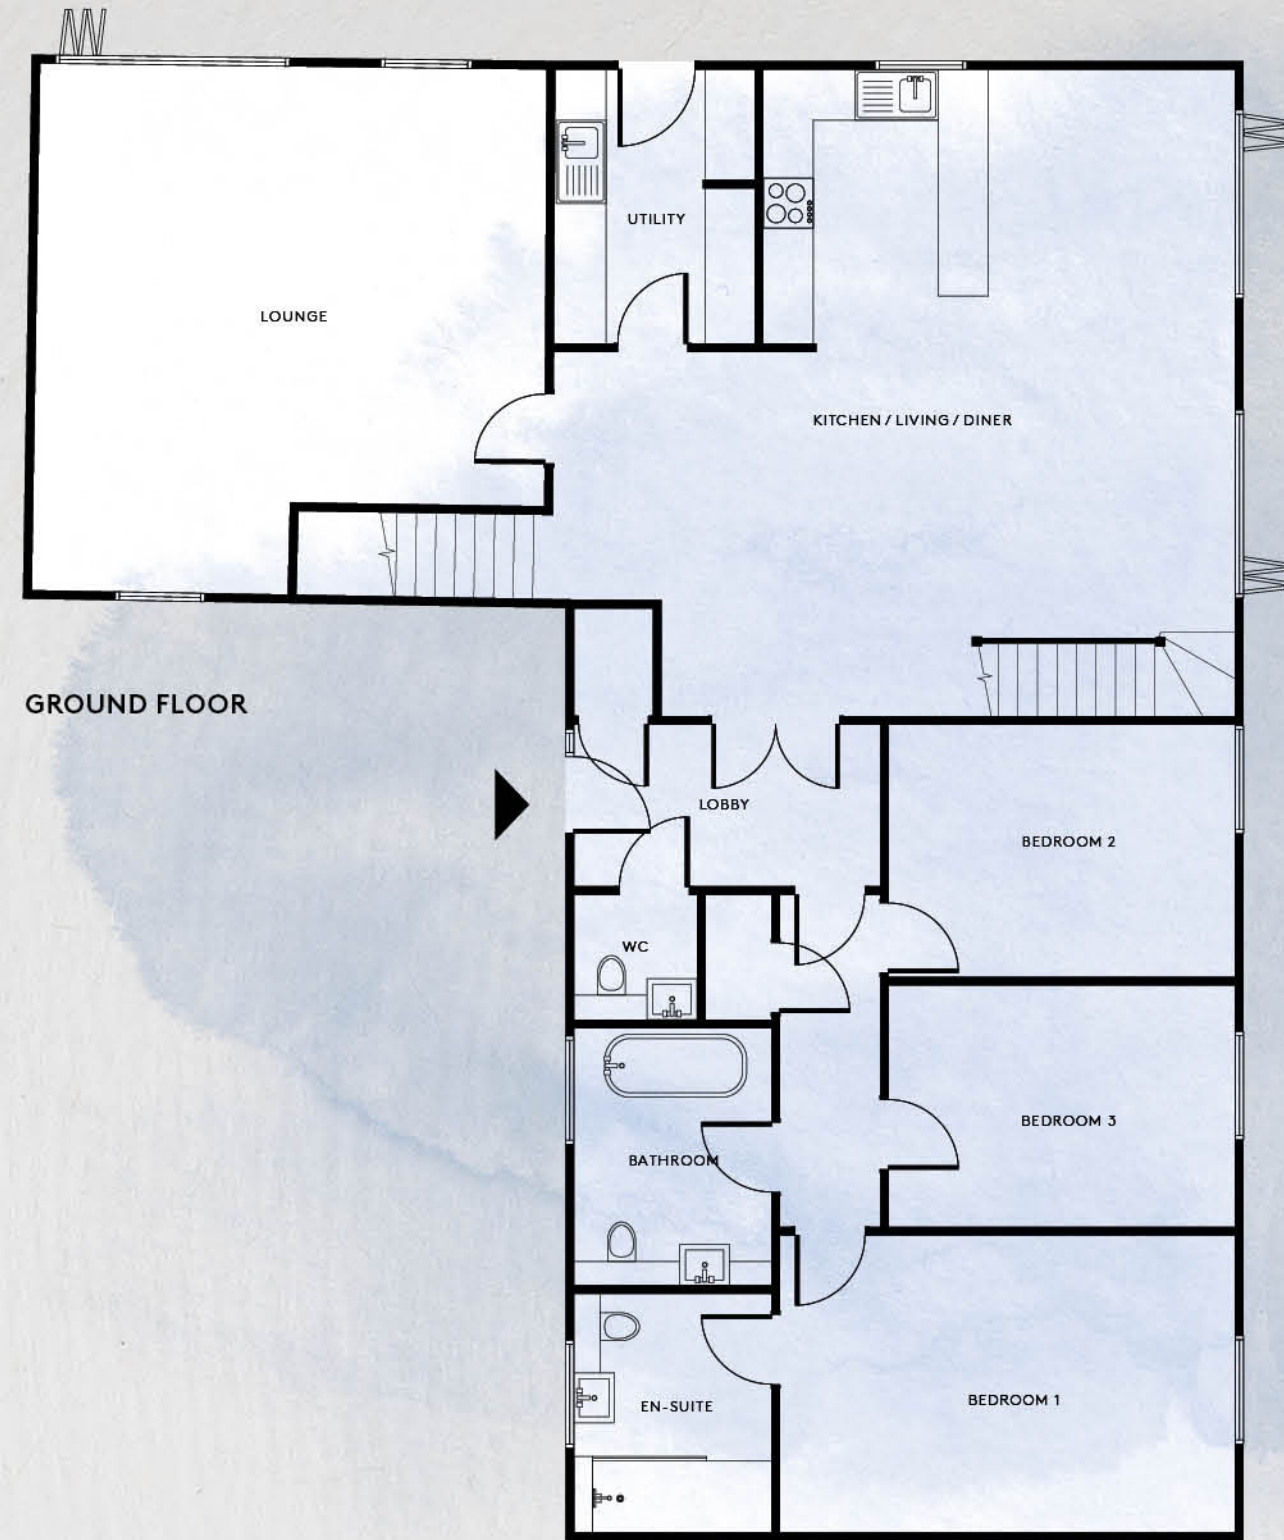 UTILITY
LOUNGE
KITCHEN / LIVING / DINER
GROUND FLOOR
LOBBY
BEDROOM 2
WC
BEDROOM 3
BATHROOM
BEDROOM 1
EN-SUITE